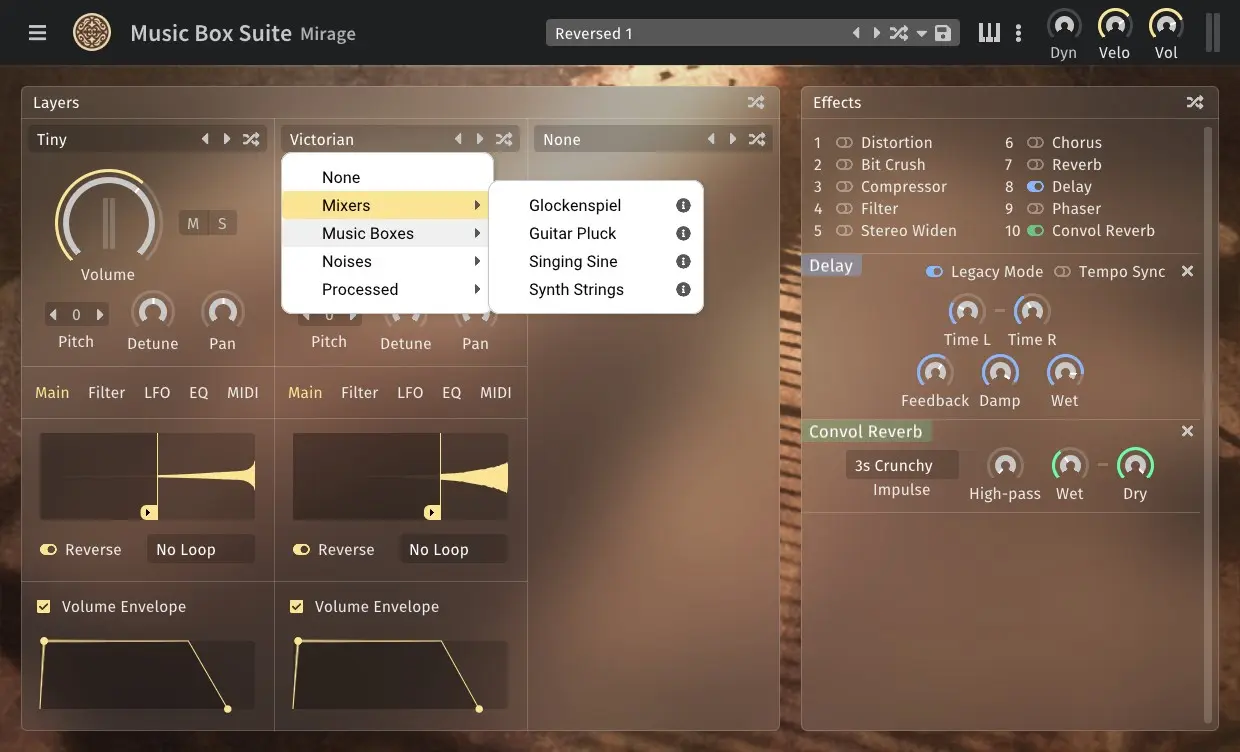 Music Box Suite Mirage
Reversed 1
Dyn Velo Vol
Layers
Tiny
Victorian
None
M S
Volume
0
Pitch Detune Pan
None
Mixers
Music Boxes
Noises
Processed
Glockenspiel
Guitar Pluck
Singing Sine
Synth Strings
0
Pitch Detune Pan
Main Filter LFO EQ MIDI
Main Filter LFO EQ MIDI
Reverse No Loop
Reverse No Loop
Volume Envelope
Volume Envelope
Effects
1 Distortion
2 Bit Crush
3 Compressor
4 Filter
5 Stereo Widen
6 Chorus
7 Reverb
8 Delay
9 Phaser
10 Convol Reverb
Delay Legacy Mode Tempo Sync
Time L Time R
Feedback Damp Wet
Convol Reverb
3s Crunchy
Impulse High-pass Wet Dry